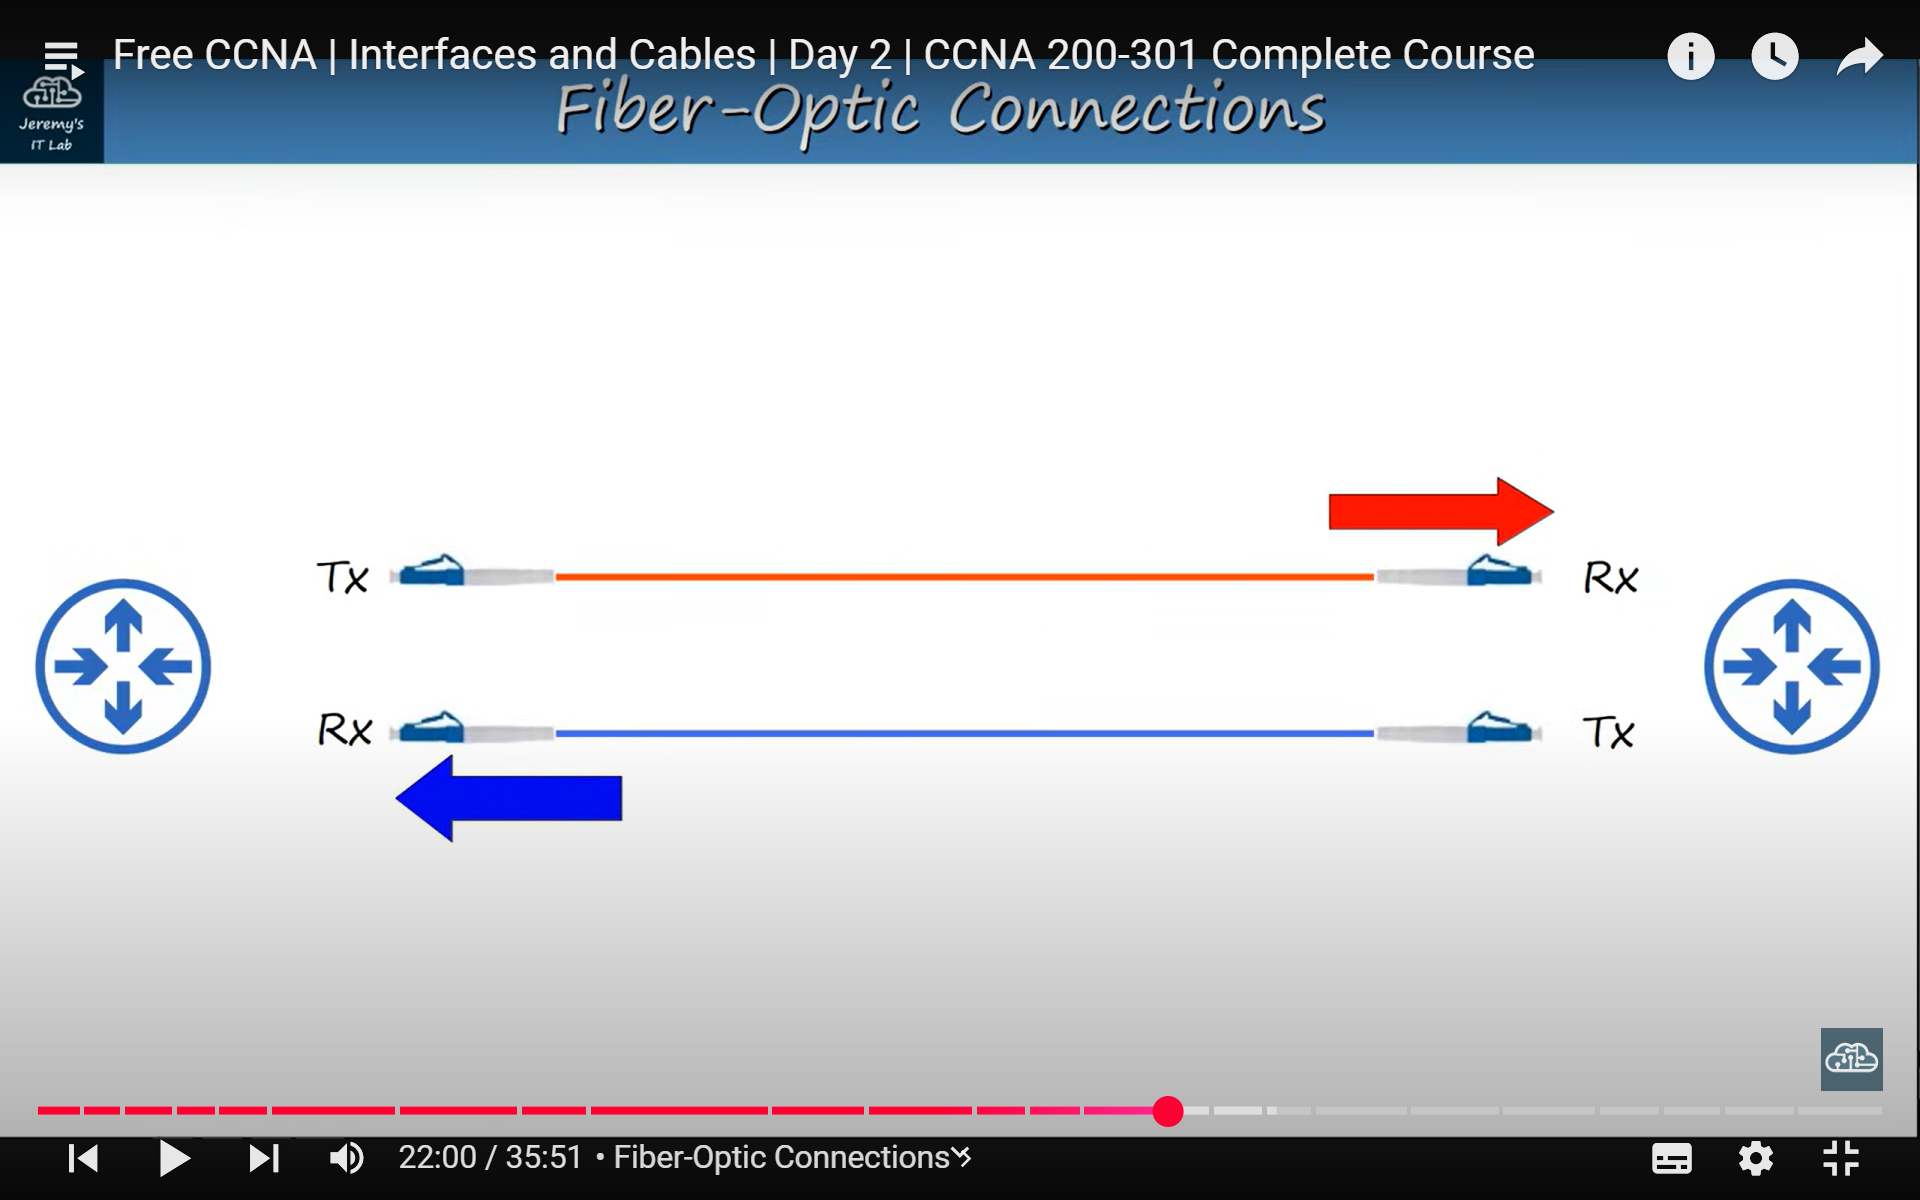 Free CCNA | Interfaces and Cables | Day 2 | CCNA 200-301 Complete Course
Jeremy's
IT Lab
Fiber-Optic Connections
Tx
Rx
Rx
Tx
22:00 / 35:51 • Fiber-Optic Connections